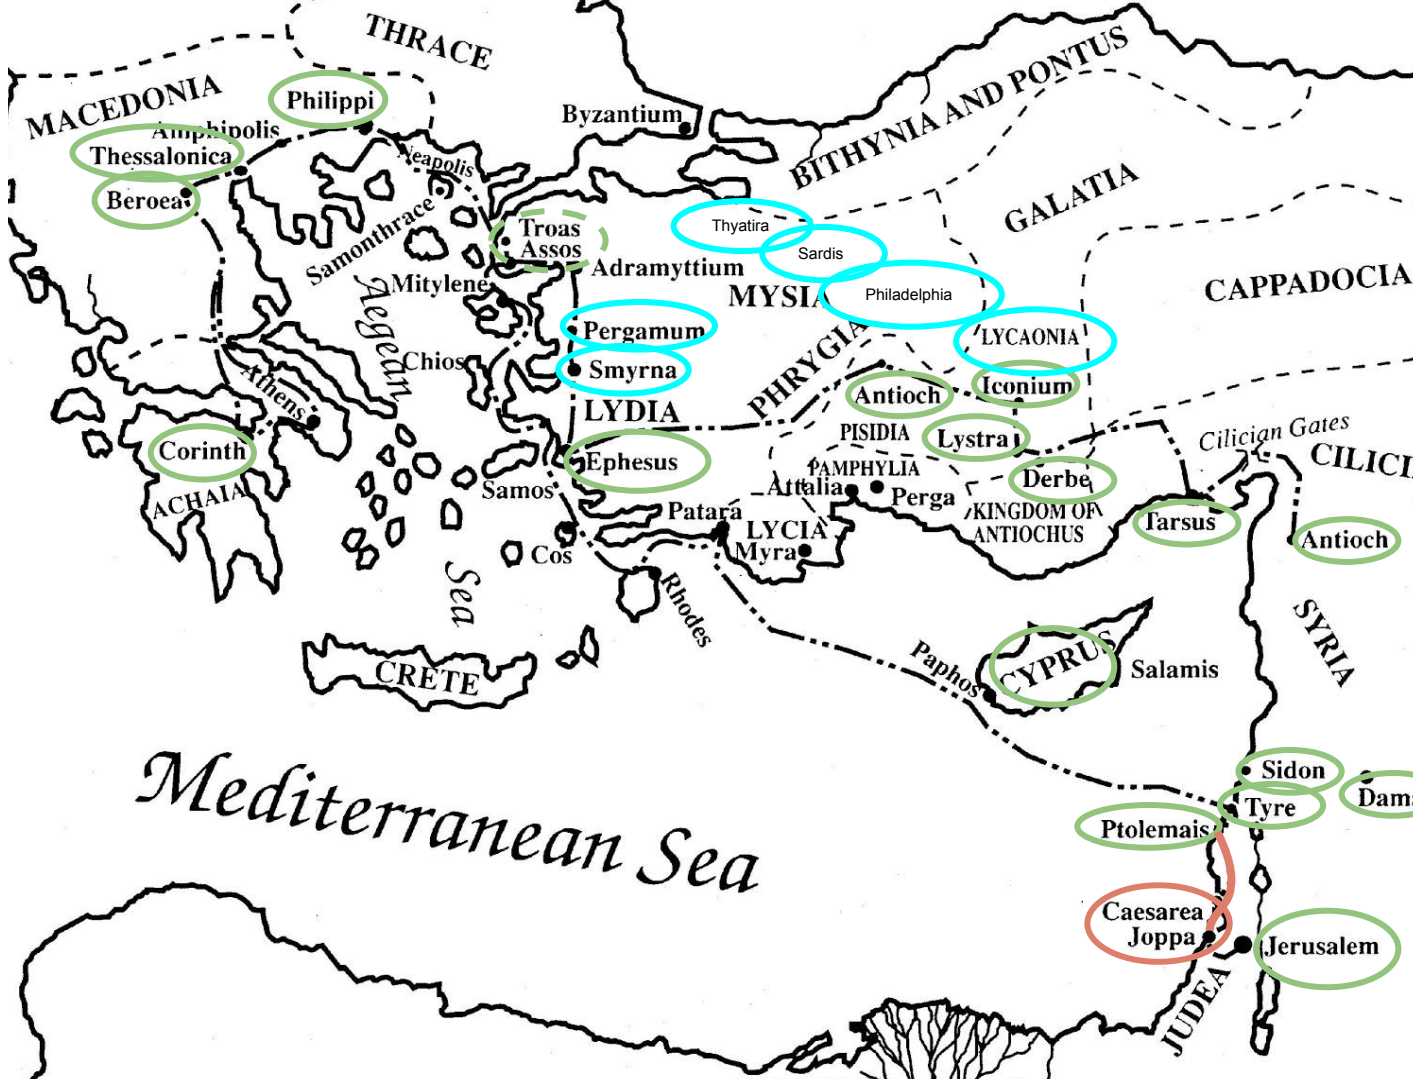 THRACE
MACEDONIA
Philippi
BITHYNIA AND PONTUS
Byzantium
Amphipolis
Thessalonica
Neapolis
Beroea
GALATIA
Samonthrace
Troas
Assos
Thyatira
Sardis
Adramyttium
Mitylene
MYSIA
Philadelphia
CAPPADOCIA
Aegean
Sea
Pergamum
LYCAONIA
Chios
Smyrna
PHRYGIA
Athens
Antioch
Iconium
LYDIA
Corinth
PISIDIA
Lystra
Cilician Gates
CILICI
Ephesus
PAMPHYLIA
Derbe
Samos
Attalia
Perga
ACHAIA
KINGDOM OF
ANTIOCHUS
Patara
LYCIA
Tarsus
Antioch
Cos
Myra
Rhodes
SYRIA
CRETE
Paphos
CYPRUS
Salamis
Mediterranean Sea
Sidon
Dam
Tyre
Ptolemais
Caesarea
Joppa
Jerusalem
JUDEA